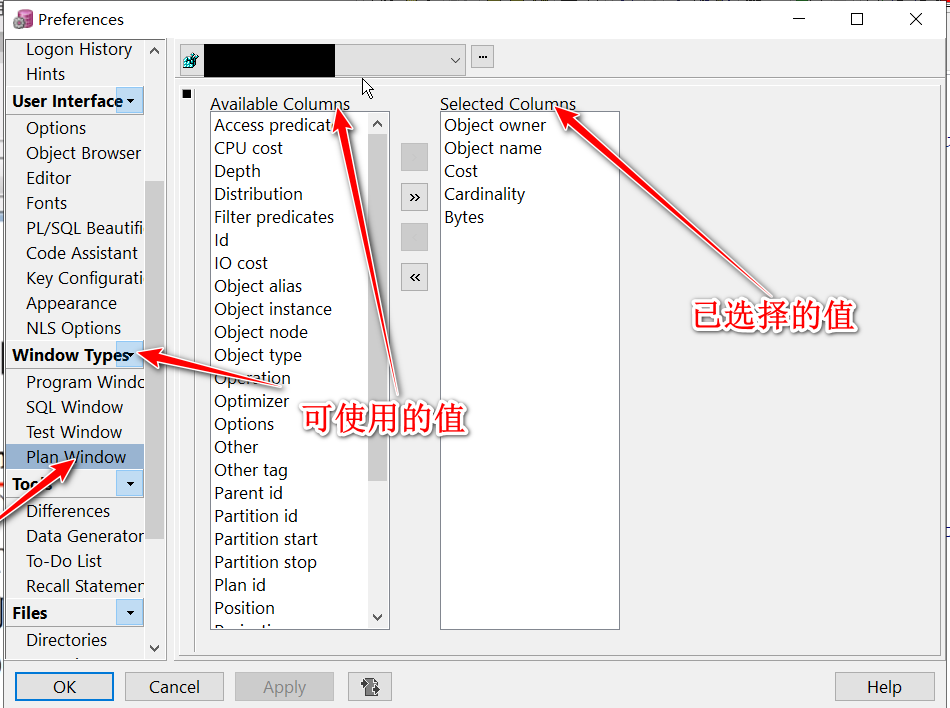 Preferences
Logon History
Hints
User Interface
Options
Object Browser
Editor
Fonts
PL/SQL Beautifi
Code Assistant
Key Configurati
Appearance
NLS Options
Window Types
Program Windo
SQL Window
Test Window
Plan Window
Tools
Differences
Data Generator
To-Do List
Recall Statemen
Files
Directories
Available Columns
Access predicat
CPU cost
Depth
Distribution
Filter predicates
Id
IO cost
Object alias
Object instance
Object node
Object type
Operation
Optimizer
Options
Other
Other tag
Parent id
Partition id
Partition start
Partition stop
Plan id
Position
可使用的值
Selected Columns
Object owner
Object name
Cost
Cardinality
Bytes
已选择的值
OK
Cancel
Apply
Help